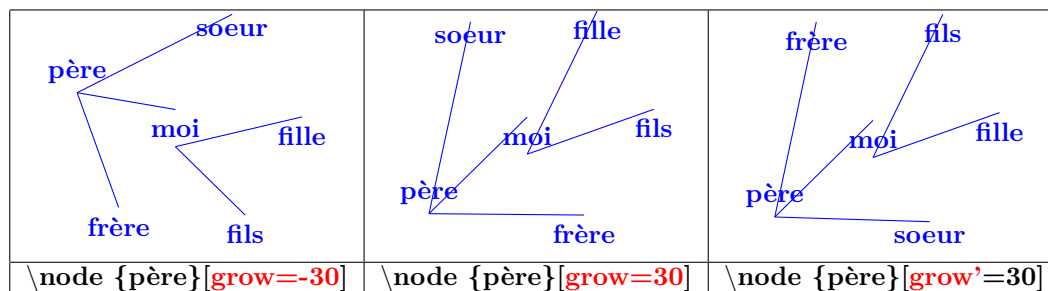 soeur
père
moi
fille
frère
fils
\node {père}[grow=-30]
soeur
fille
moi
fils
père
frère
\node {père}[grow=30]
frère
fils
moi
fille
père
soeur
\node {père}[grow’=30]